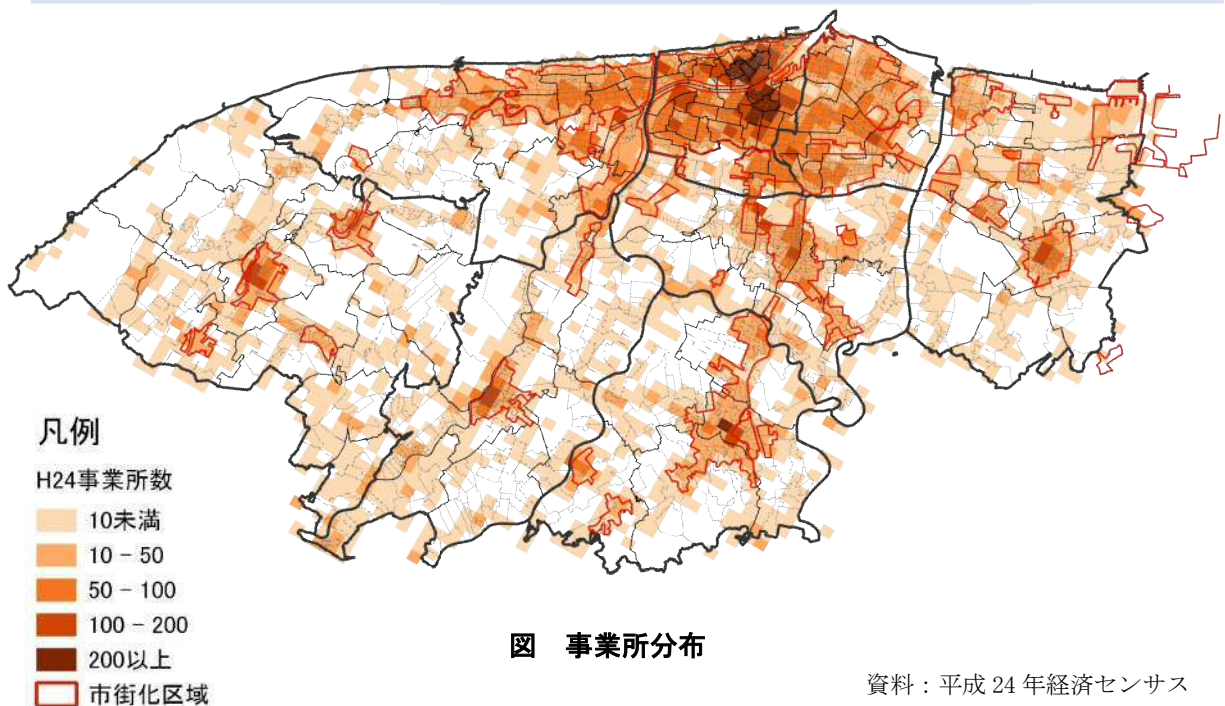 凡例
H24事業所数
10未満
10 - 50
50 - 100
100 - 200
200以上
市街化区域
図 事業所分布
資料：平成 24 年経済センサス